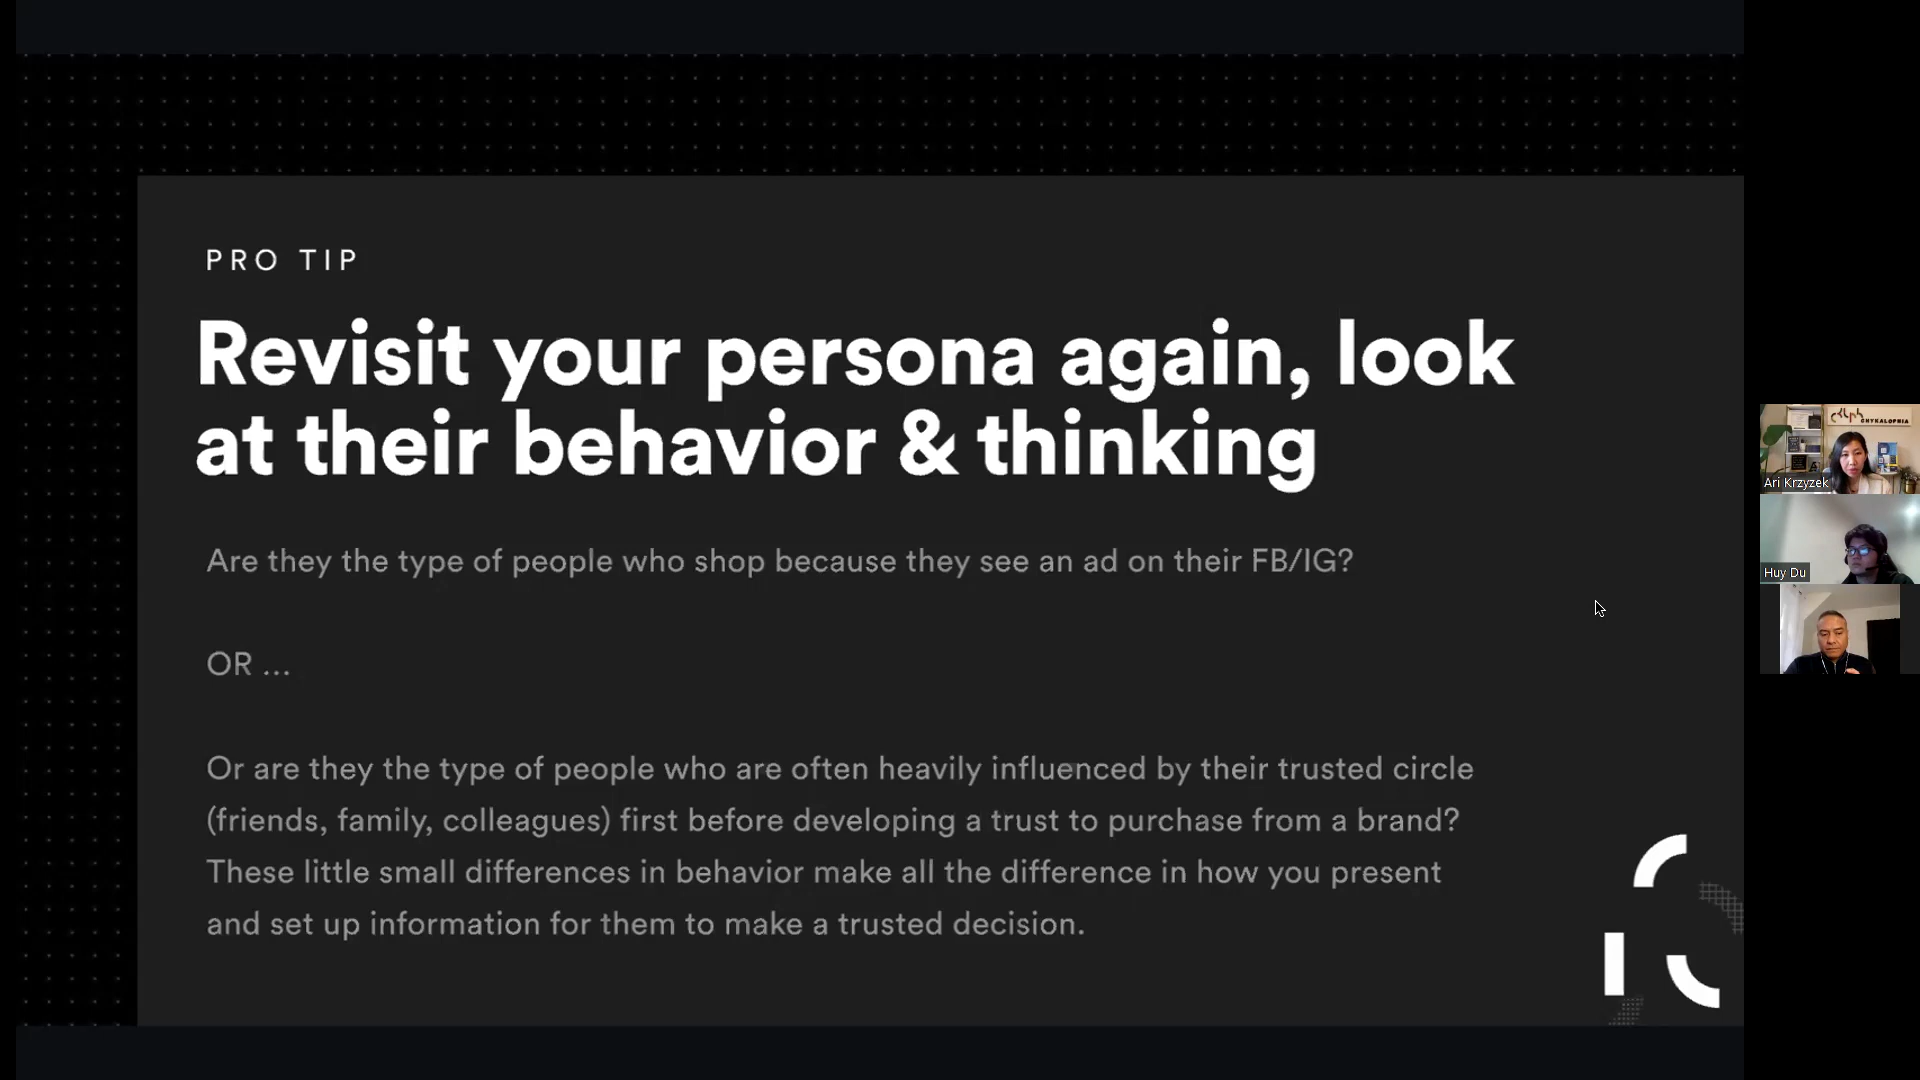 PRO TIP
Revisit your persona again, look
at their behavior & thinking
Are they the type of people who shop because they see an ad on their FB/IG?
OR ...
Or are they the type of people who are often heavily influenced by their trusted circle
(friends, family, colleagues) first before developing a trust to purchase from a brand?
These little small differences in behavior make all the difference in how you present
and set up information for them to make a trusted decision.
CHYKALOPHIA
Ari Krzyzek
Huy Du